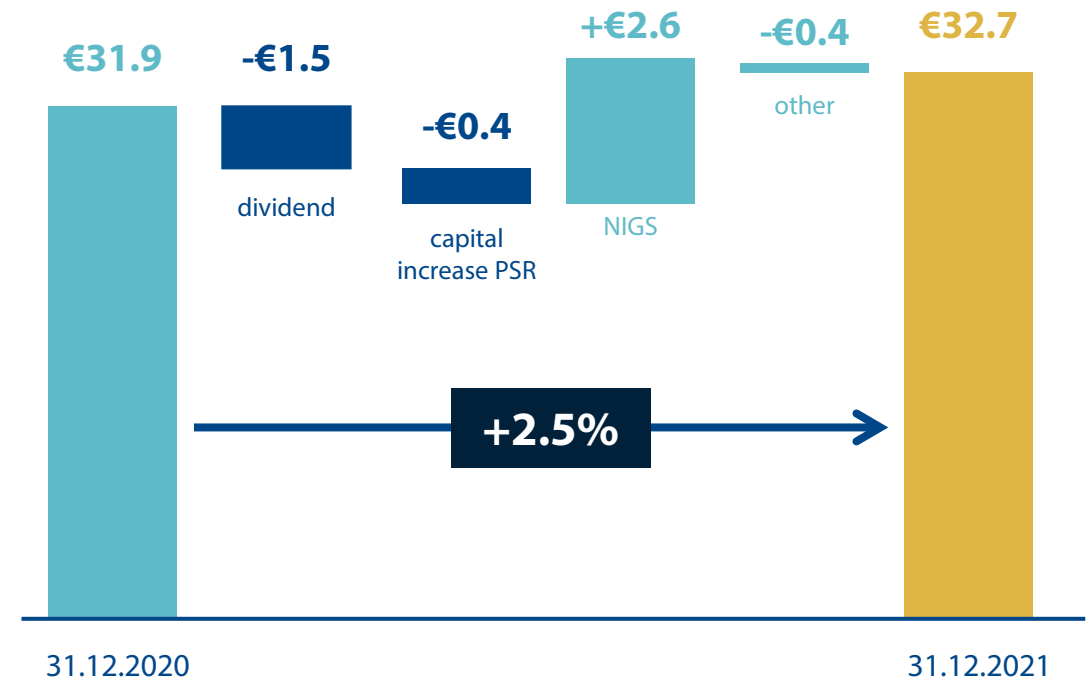 €31.9
-€1.5
dividend
-€0.4
capital
increase PSR
+€2.6
NIGS
-€0.4
other
€32.7
+2.5%
31.12.2020
31.12.2021